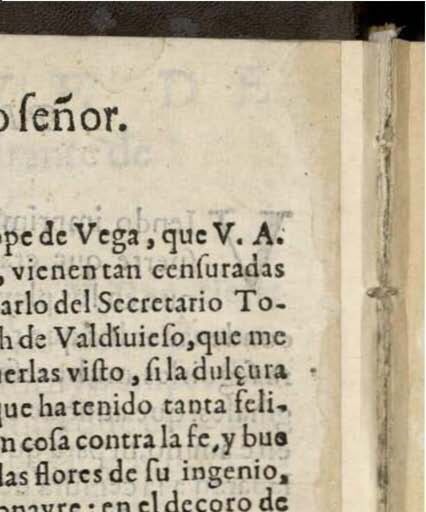 o ſeñor.
ope de Vega, que V. A.
, vienen tan cenſuradas
arlo del Secretario To-
h de Valdiuieſo, que me
uerlas viſto, ſi la dulçura
que ha tenido tanta feli-
n coſa contra la fe, y bue
las flores de ſu ingenio,
onayre: en el decoro de